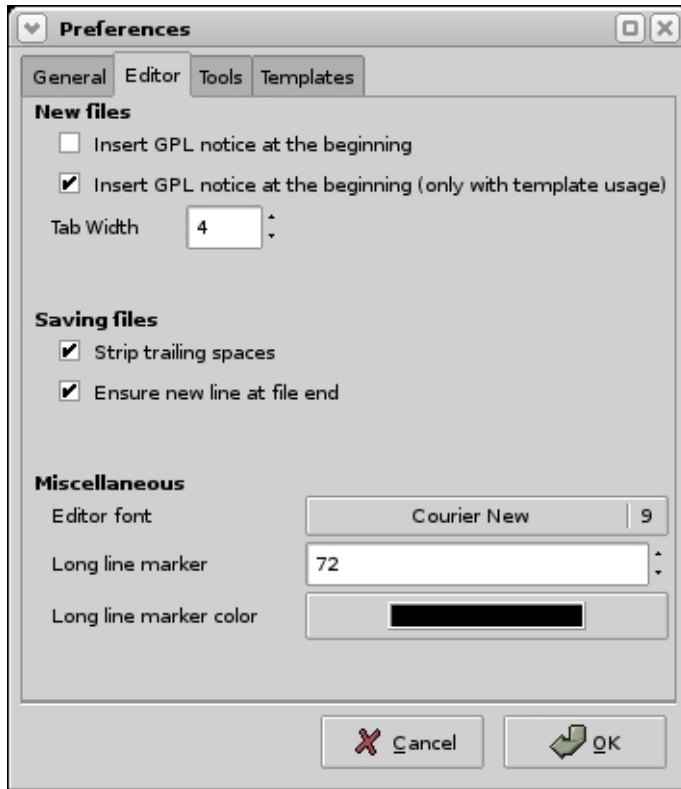 Preferences
General Editor Tools Templates
New files
Insert GPL notice at the beginning
Insert GPL notice at the beginning (only with template usage)
Tab Width 4
Saving files
Strip trailing spaces
Ensure new line at file end
Miscellaneous
Editor font Courier New 9
Long line marker 72
Long line marker color
Cancel OK